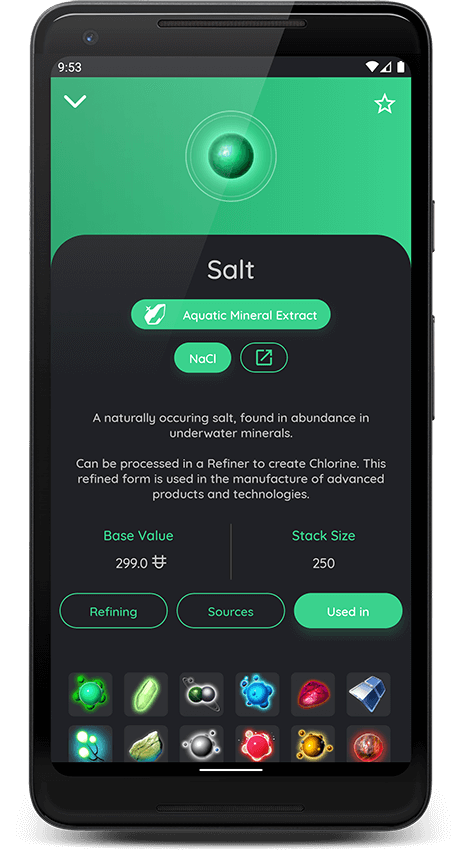 9:53
Salt
Aquatic Mineral Extract
NaCl
A naturally occuring salt, found in abundance in
underwater minerals.
Can be processed in a Refiner to create Chlorine. This
refined form is used in the manufacture of advanced
products and technologies.
Base Value
Stack Size
299.0
250
Refining
Sources
Used in